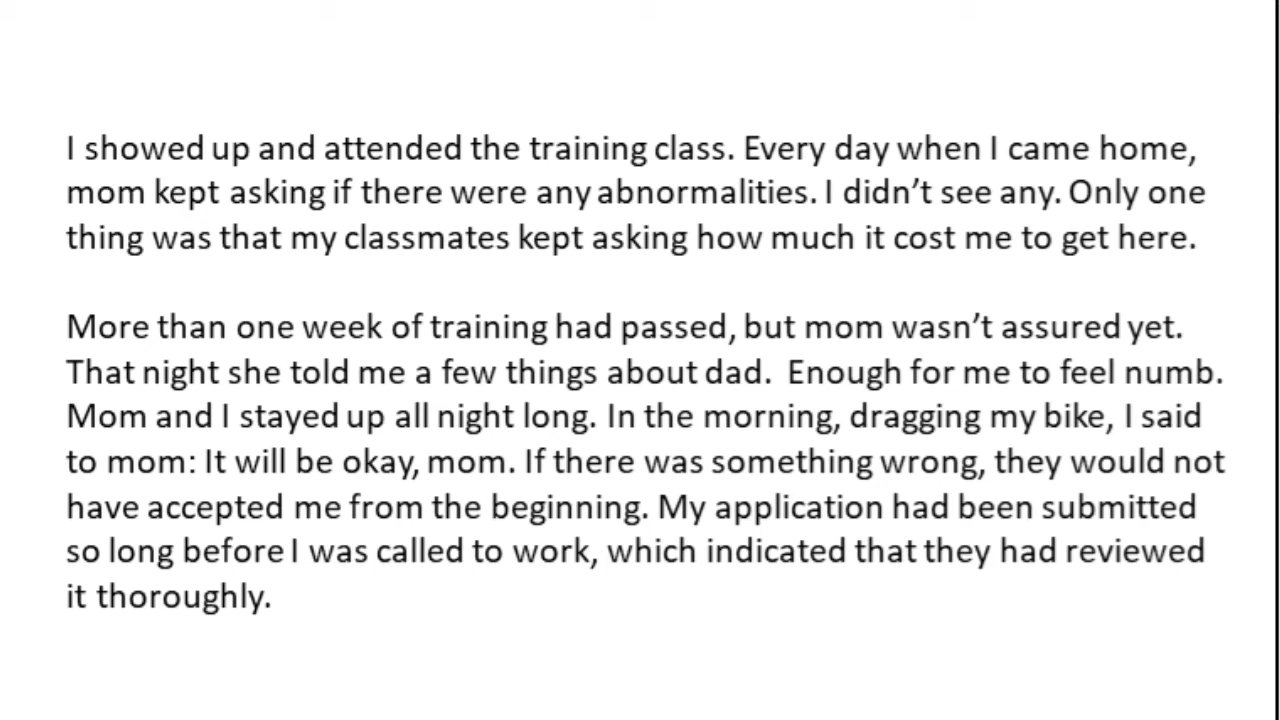 I showed up and attended the training class. Every day when I came home,
mom kept asking if there were any abnormalities. I didn’t see any. Only one
thing was that my classmates kept asking how much it cost me to get here.
More than one week of training had passed, but mom wasn’t assured yet.
That night she told me a few things about dad.  Enough for me to feel numb.
Mom and I stayed up all night long. In the morning, dragging my bike, I said
to mom: It will be okay, mom. If there was something wrong, they would not
have accepted me from the beginning. My application had been submitted
so long before I was called to work, which indicated that they had reviewed
it thoroughly.